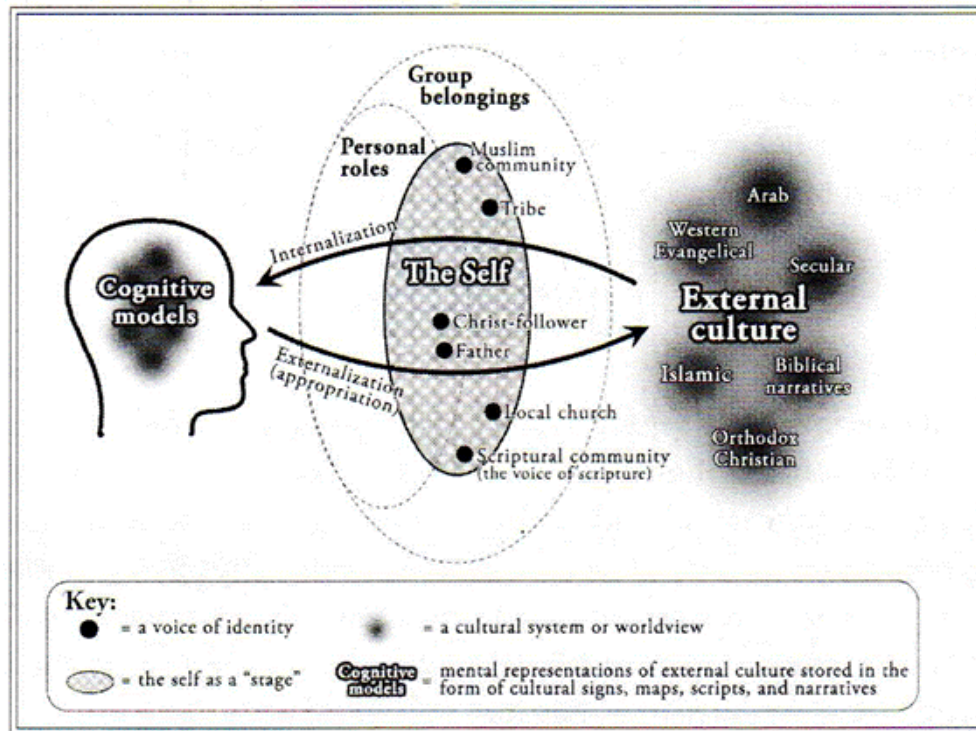 Group
belongings
Personal
roles
Muslim
community
Tribe
Internalization
The Self
Cognitive
models
Christ-follower
Father
Externalization
(appropriation)
Local church
Scriptural community
(the voice of scripture)
Arab
Western
Evangelical
Secular
External
culture
Islamic
Biblical
narratives
Orthodox
Christian
Key:
= a voice of identity
= a cultural system or worldview
= the self as a "stage"
Cognitive
models
= mental representations of external culture stored in the
form of cultural signs, maps, scripts, and narratives